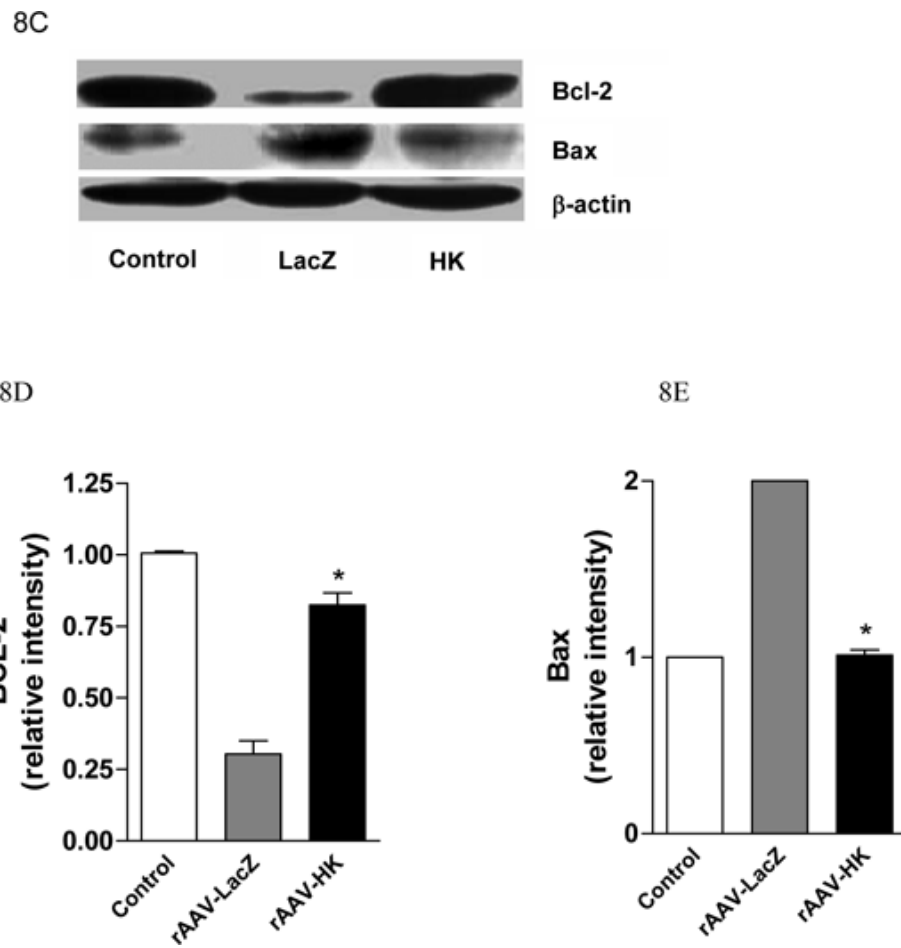 8C
Bcl-2
Bax
β-actin
Control LacZ HK
8D
(relative intensity)
1.25
1.00
0.75
0.50
0.25
0.00
*
Control
rAAV-LacZ
rAAV-HK
8E
Bax
(relative intensity)
2
1
0
*
Control
rAAV-LacZ
rAAV-HK